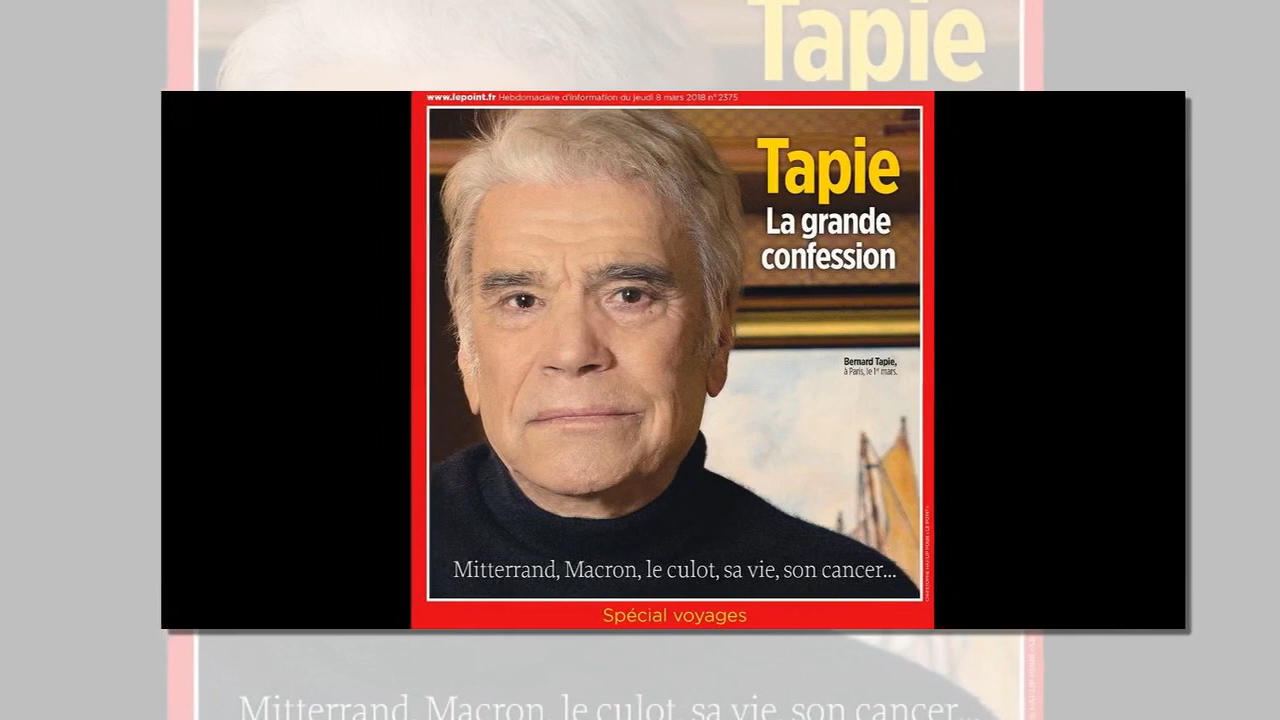 Tapie
www.lepoint.fr Hebdomadaire d'information du jeudi 8 mars 2018 n° 2375
Tapie
La grande
confession
Bernard Tapie,
à Paris, le 1er mars.
Mitterrand, Macron, le culot, sa vie, son cancer...
Spécial voyages
Mitterrand, Macron, le culot, sa vie, son cancer...